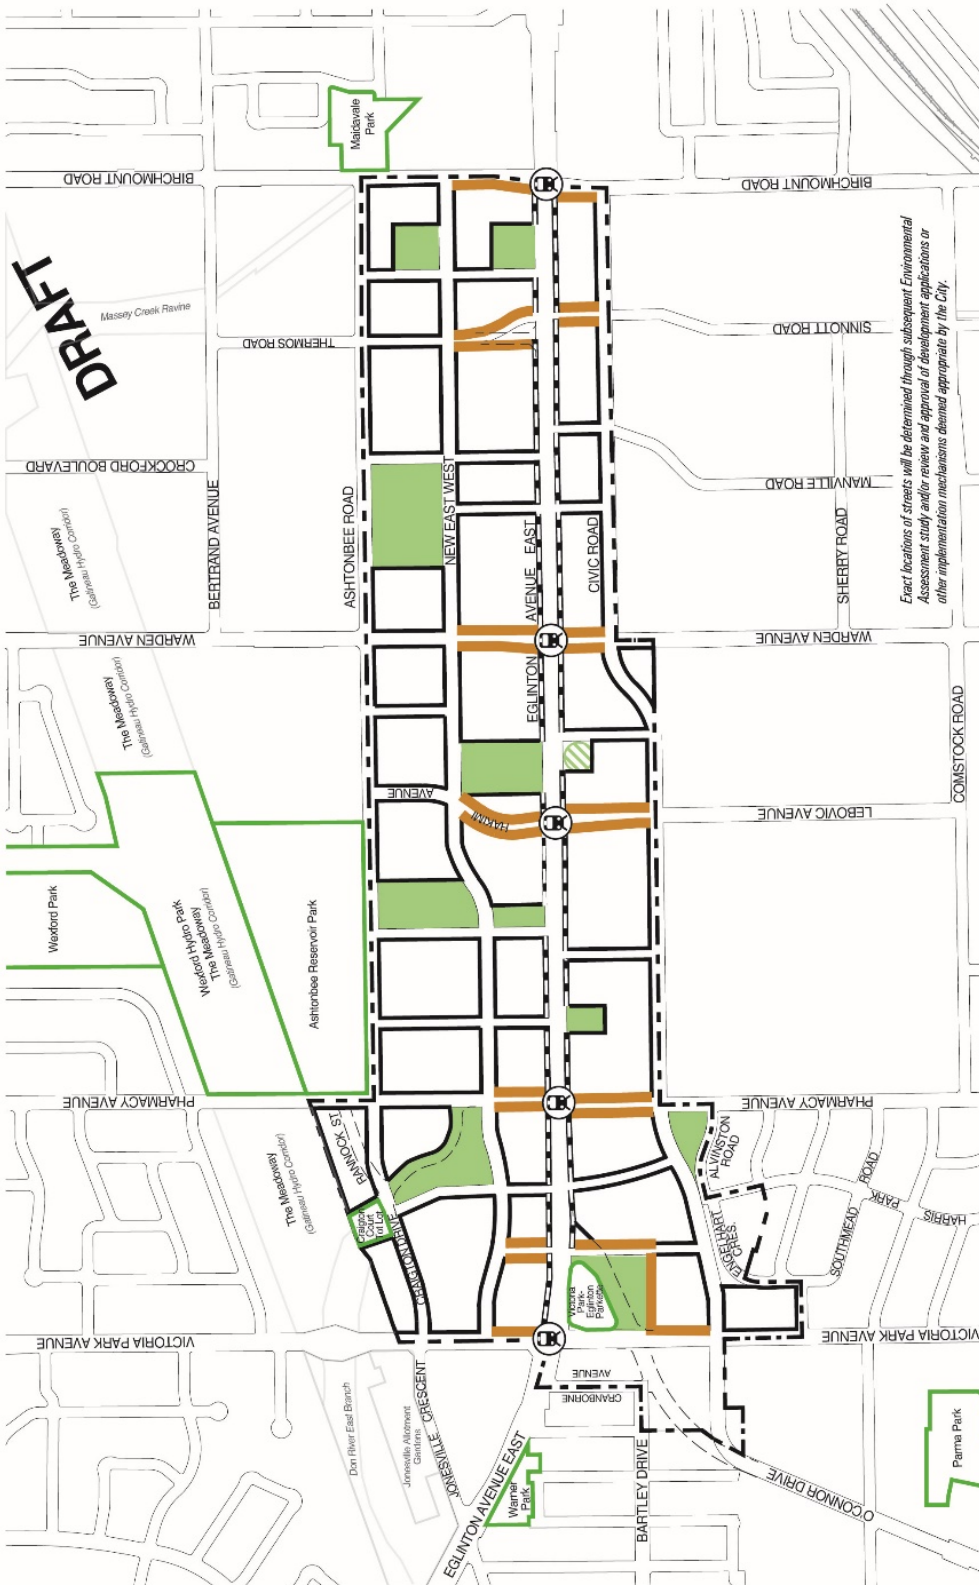 Maidavale
Park
BIRCHMOUNT ROAD
BIRCHMOUNT ROAD
DRAFT
Massey Creek Ravine
THERMOS ROAD
SINNOTT ROAD
Exact locations of streets will be determined through subsequent Environmental
Assessment study and/or review and approval of development applications or
other implementation mechanisms deemed appropriate by the City.
CROCKFORD BOULEVARD
MANVILLE ROAD
The Meadoway
(Gatineau Hydro Corridor)
BERTRAND AVENUE
ASHTONBEE ROAD
NEW EAST WEST
EGLINTON AVENUE EAST
CIVIC ROAD
SHERRY ROAD
WARDEN AVENUE
WARDEN AVENUE
The Meadoway
(Gatineau Hydro Corridor)
COMSTOCK ROAD
HAKIMI AVENUE
LEBOVIC AVENUE
Wexford Park
Wexford Hydro Park
The Meadoway
(Gatineau Hydro Corridor)
Ashtonbee Reservoir Park
PHARMACY AVENUE
PHARMACY AVENUE
RANNOCK ST.
The Meadoway
(Gatineau Hydro Corridor)
Craigton
Court
Tot Lot
CRAIGTON DRIVE
ALVINSTON
ROAD
ENGELHART
CRES.
SOUTHMEAD
ROAD
HARRIS
PARK
Victoria
Park-
Eglinton
Parkette
VICTORIA PARK AVENUE
VICTORIA PARK AVENUE
Don River East Branch
Jonesville Allotment
Gardens
JONESVILLE CRESCENT
CRANBORNE
AVENUE
EGLINTON AVENUE EAST
Warner
Park
BARTLEY DRIVE
O'CONNOR DRIVE
Parma Park